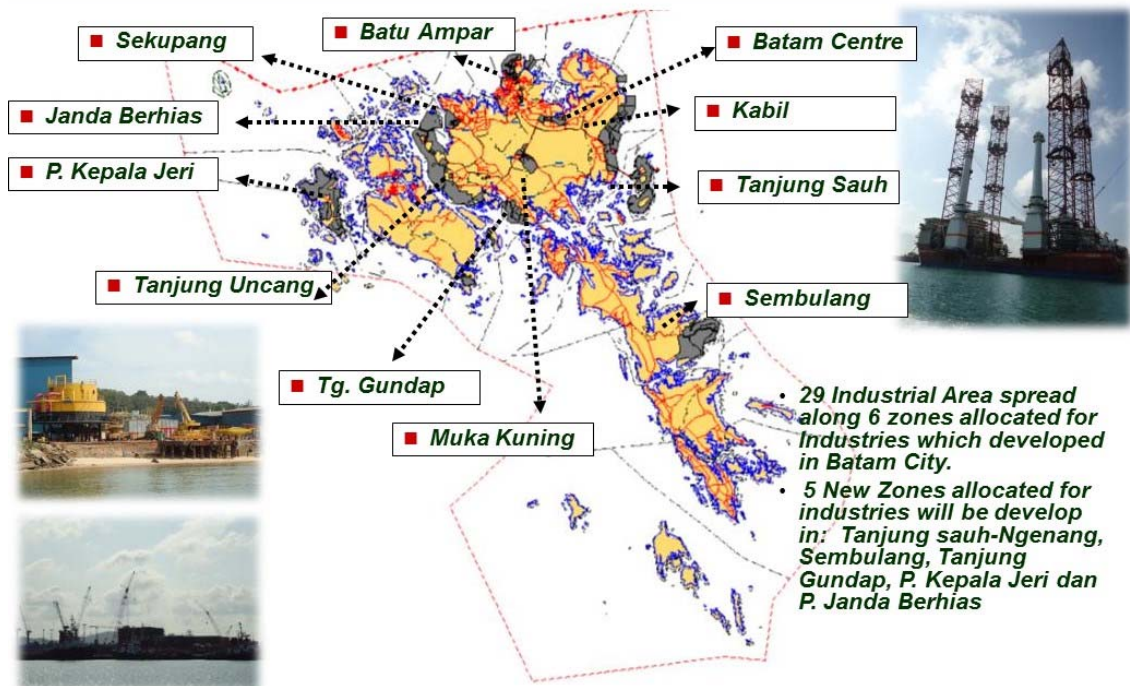 Sekupang
Batu Ampar
Batam Centre
Janda Berhias
Kabil
P. Kepala Jeri
Tanjung Sauh
Tanjung Uncang
Sembulang
Tg. Gundap
Muka Kuning
• 29 Industrial Area spread
along 6 zones allocated for
Industries which developed
in Batam City.
• 5 New Zones allocated for
industries will be develop
in: Tanjung sauh-Ngenang,
Sembulang, Tanjung
Gundap, P. Kepala Jeri dan
P. Janda Berhias